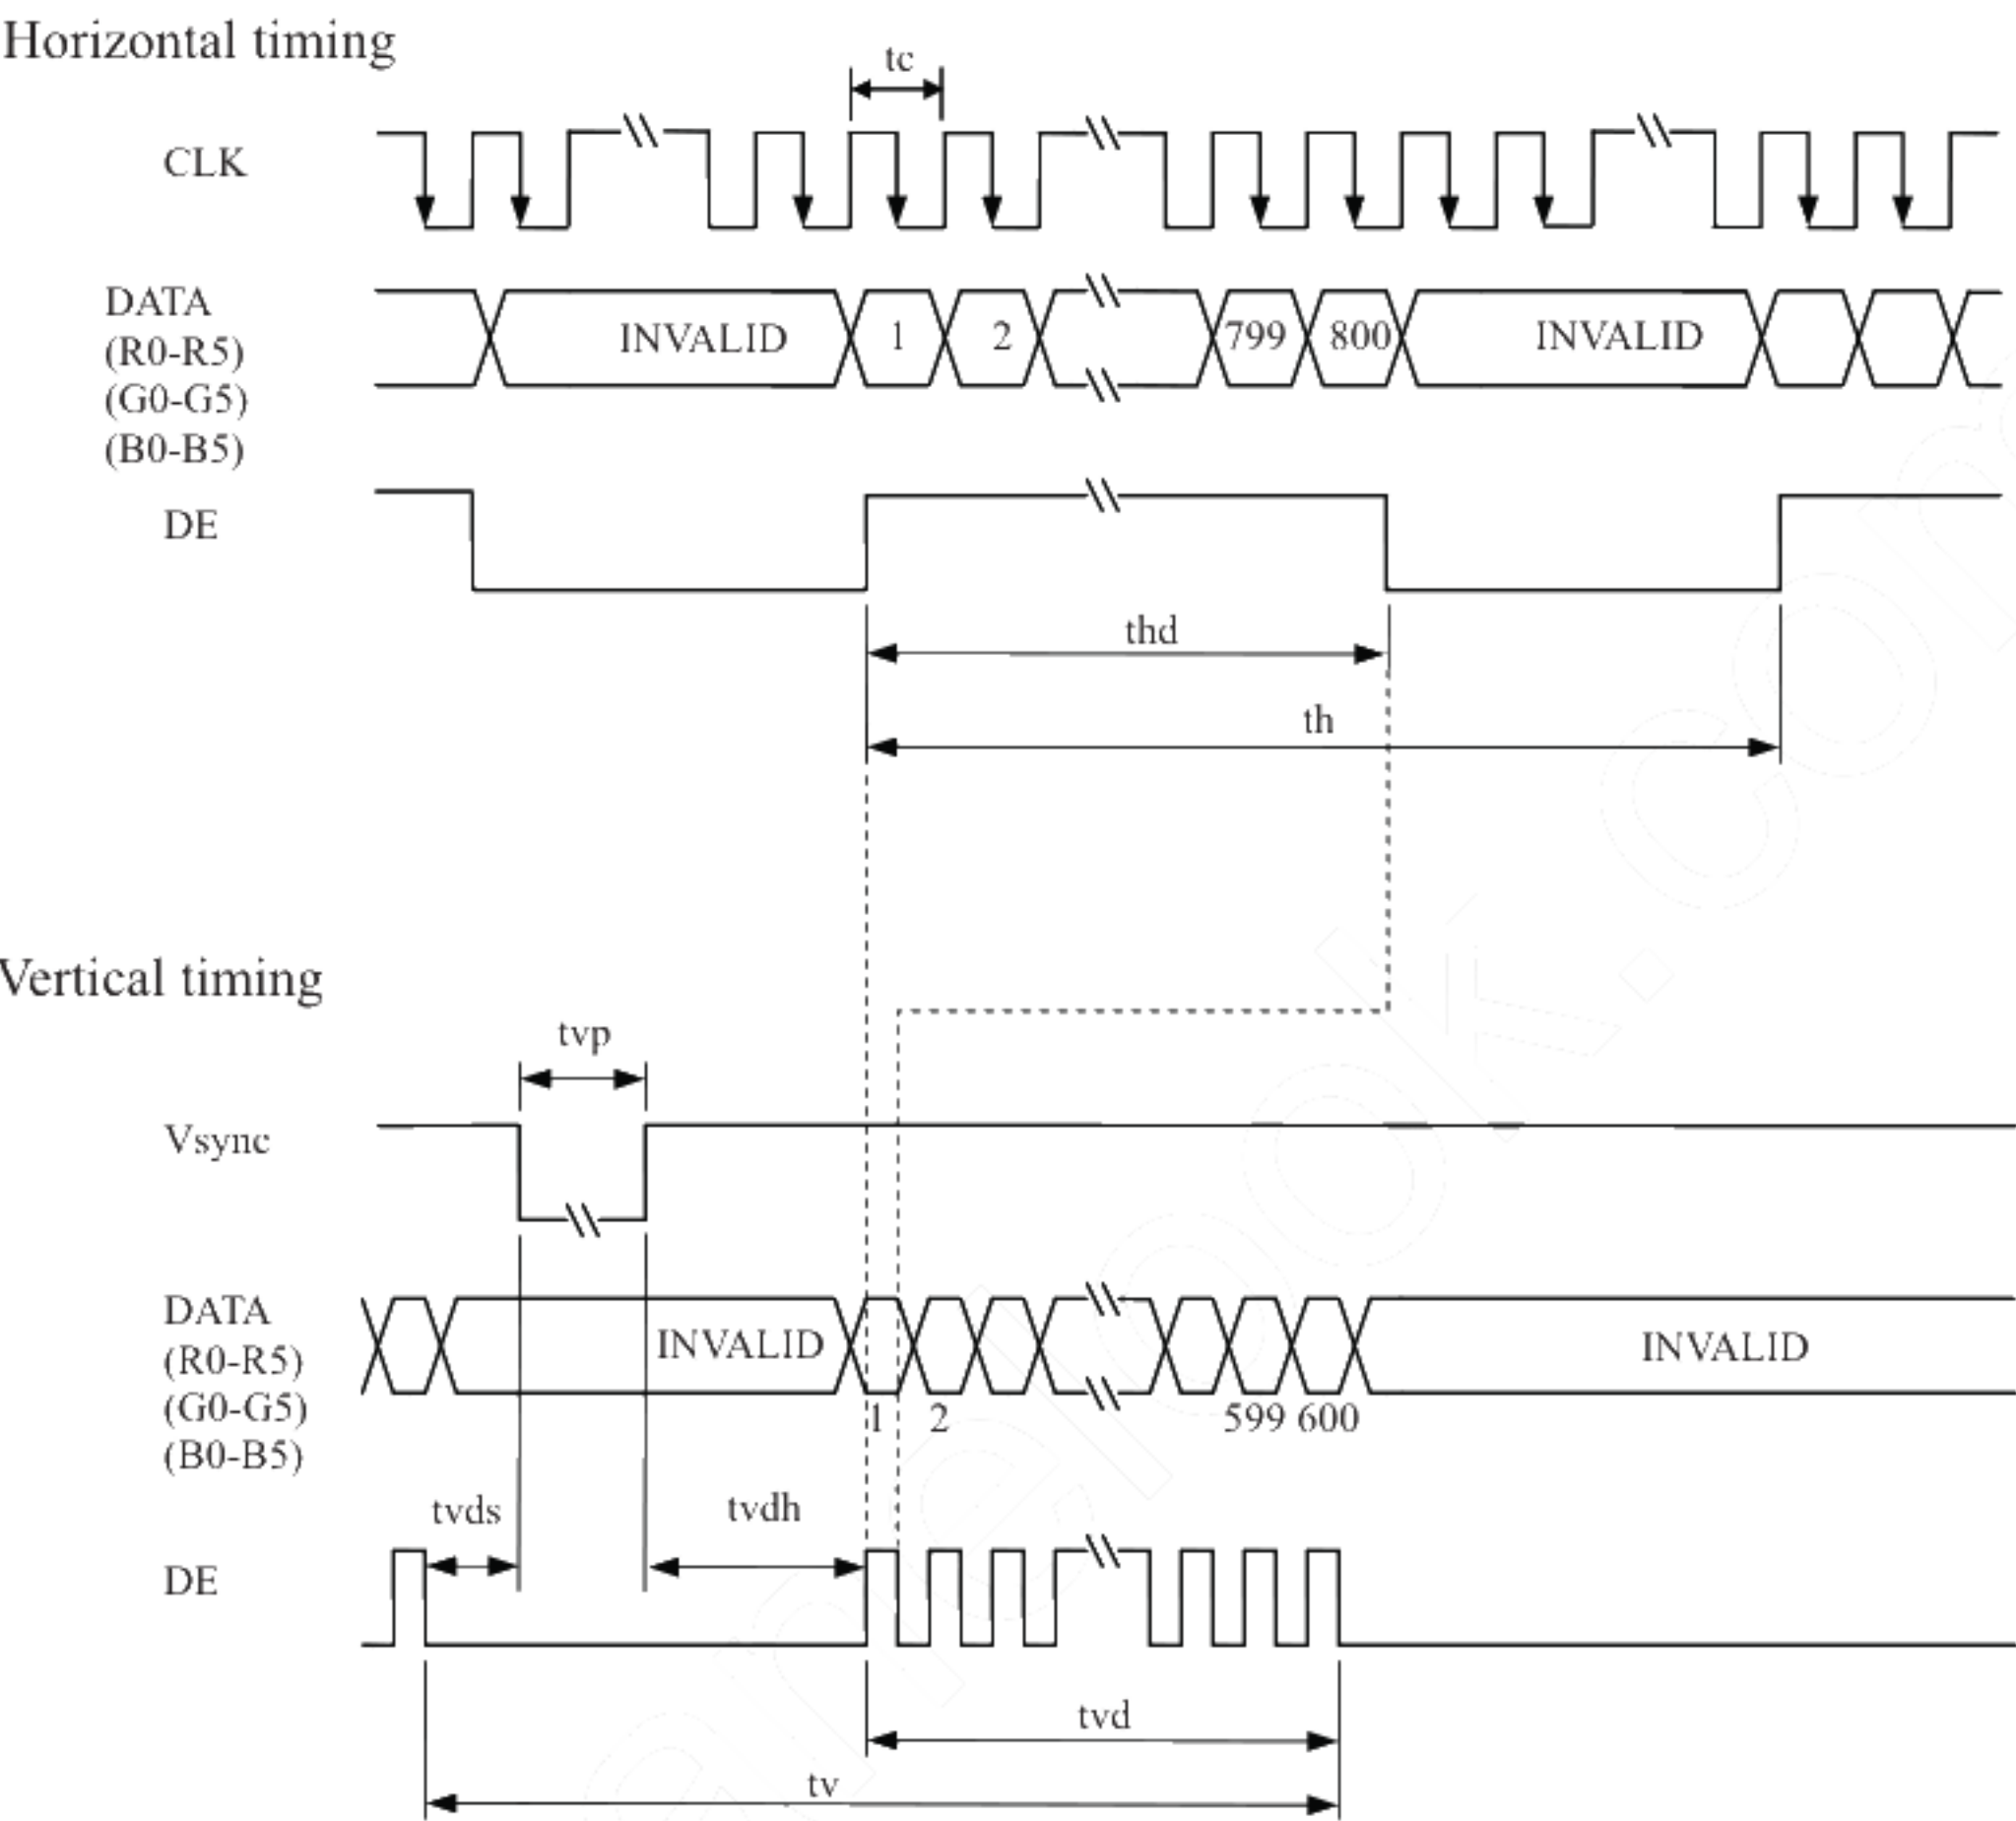 Horizontal timing
tc
CLK
DATA
(R0-R5)
(G0-G5)
(B0-B5)
INVALID
1
2
799
800
INVALID
DE
thd
th
Vertical timing
tvp
Vsync
DATA
(R0-R5)
(G0-G5)
(B0-B5)
INVALID
INVALID
1
2
599
600
tvds
tvdh
DE
tvd
tv